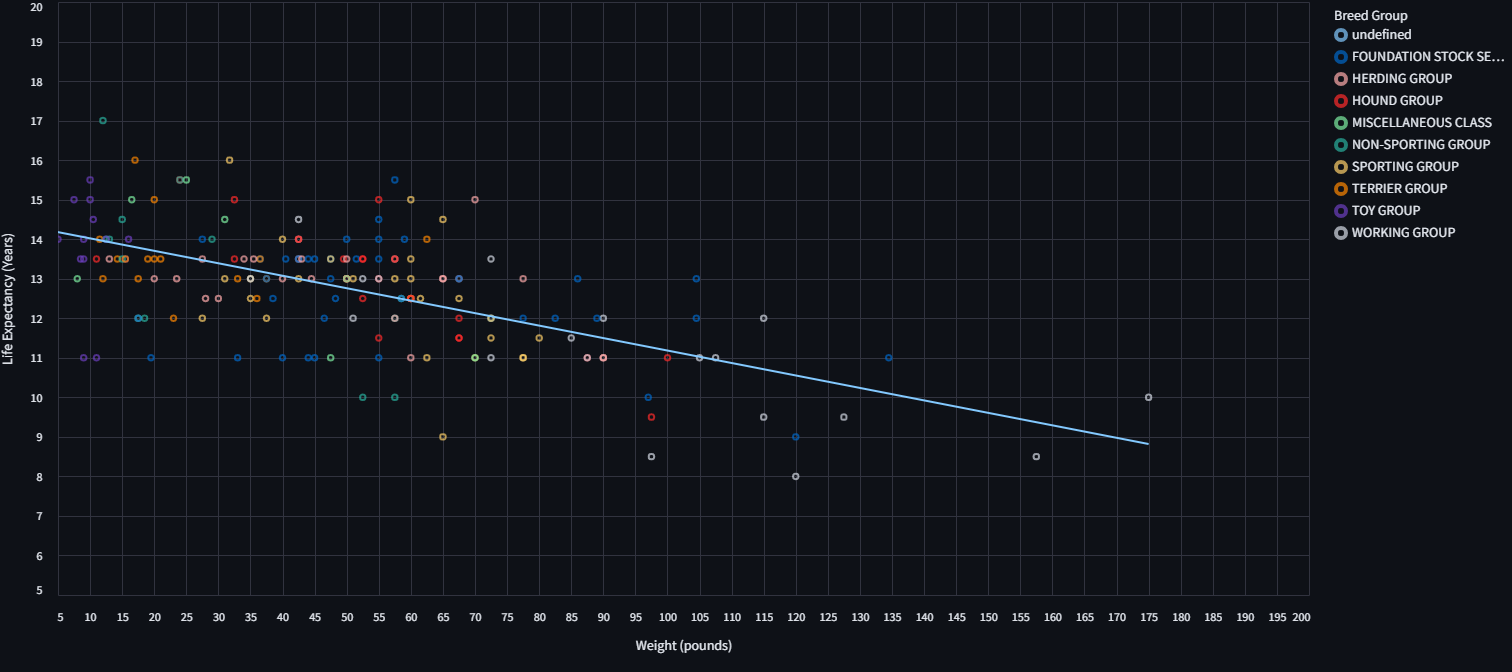 Life Expectancy (Years)
20
19
18
17
16
15
14
13
12
11
10
9
8
7
6
5
5 10 15 20 25 30 35 40 45 50 55 60 65 70 75 80 85 90 95 100 105 110 115 120 125 130 135 140 145 150 155 160 165 170 175 180 185 190 195 200
Weight (pounds)
Breed Group
undefined
FOUNDATION STOCK SE...
HERDING GROUP
HOUND GROUP
MISCELLANEOUS CLASS
NON-SPORTING GROUP
SPORTING GROUP
TERRIER GROUP
TOY GROUP
WORKING GROUP